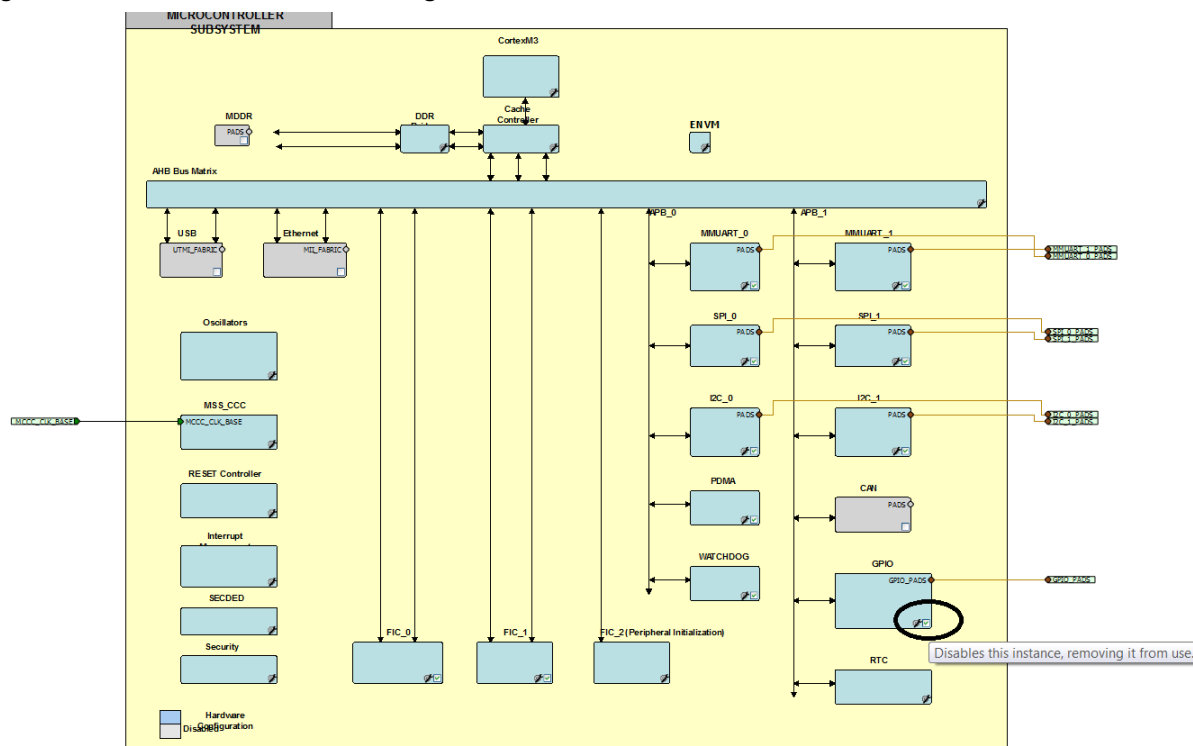 MICROCONTROLLER
SUBSYSTEM
CortexM3
MDDR
PADS
DDR
Cache
Controller
ENVM
AHB Bus Matrix
APB_0
APB_1
USB
UTMI_FABRIC
Ethernet
MII_FABRIC
MMUART_0
PADS
MMUART_1
PADS
MMUART_1_PADS
MMUART_0_PADS
Oscillators
SPI_0
PADS
SPI_1
PADS
SPI_0_PADS
SPI_1_PADS
MSS_CCC
MCCC_CLK_BASE
MCCC_CLK_BASE
I2C_0
PADS
I2C_1
PADS
I2C_0_PADS
I2C_1_PADS
RESET Controller
PDMA
CAN
PADS
Interrupt
WATCHDOG
GPIO
GPIO_PADS
GPIO_PADS
SECDED
FIC_0
FIC_1
FIC_2 (Peripheral Initialization)
Security
Disables this instance, removing it from use.
RTC
Hardware
Configuration
Disabled